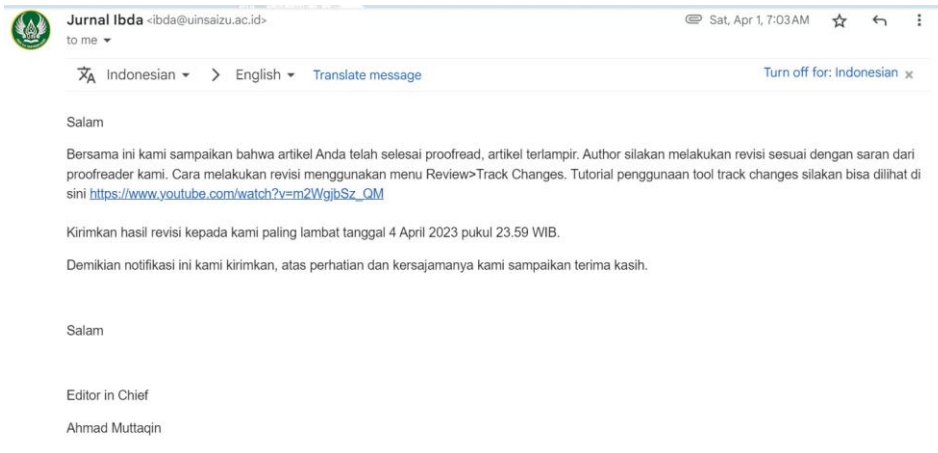 Jurnal Ibda <ibda@uinsaizu.ac.id>
Sat, Apr 1, 7:03 AM
to me
Indonesian > English Translate message
Turn off for: Indonesian x
Salam
Bersama ini kami sampaikan bahwa artikel Anda telah selesai proofread, artikel terlampir. Author silakan melakukan revisi sesuai dengan saran dari
proofreader kami. Cara melakukan revisi menggunakan menu Review>Track Changes. Tutorial penggunaan tool track changes silakan bisa dilihat di
sini https://www.youtube.com/watch?v=m2WgjbSz_QM
Kirimkan hasil revisi kepada kami paling lambat tanggal 4 April 2023 pukul 23.59 WIB.
Demikian notifikasi ini kami kirimkan, atas perhatian dan kersajamanya kami sampaikan terima kasih.
Salam
Editor in Chief
Ahmad Muttaqin